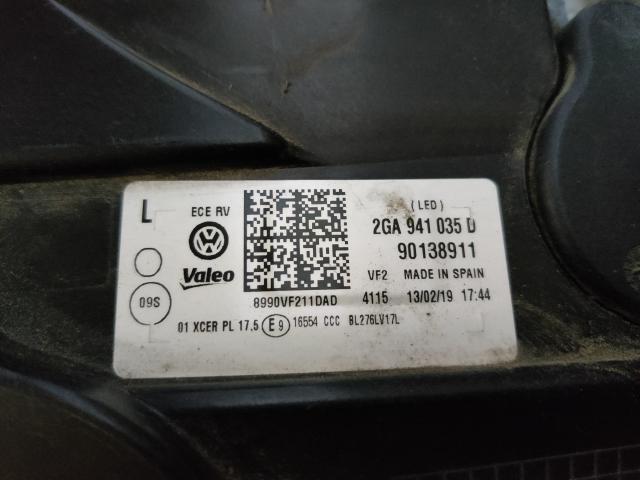 L
ECE RV
VW
Valeo
09S
(LED)
2GA 941 035 D
90138911
VF2 MADE IN SPAIN
8990VF211DAD 4115 13/02/19 17:44
01 XCER PL 17.5 E9 16554 CCC BL276LV17L